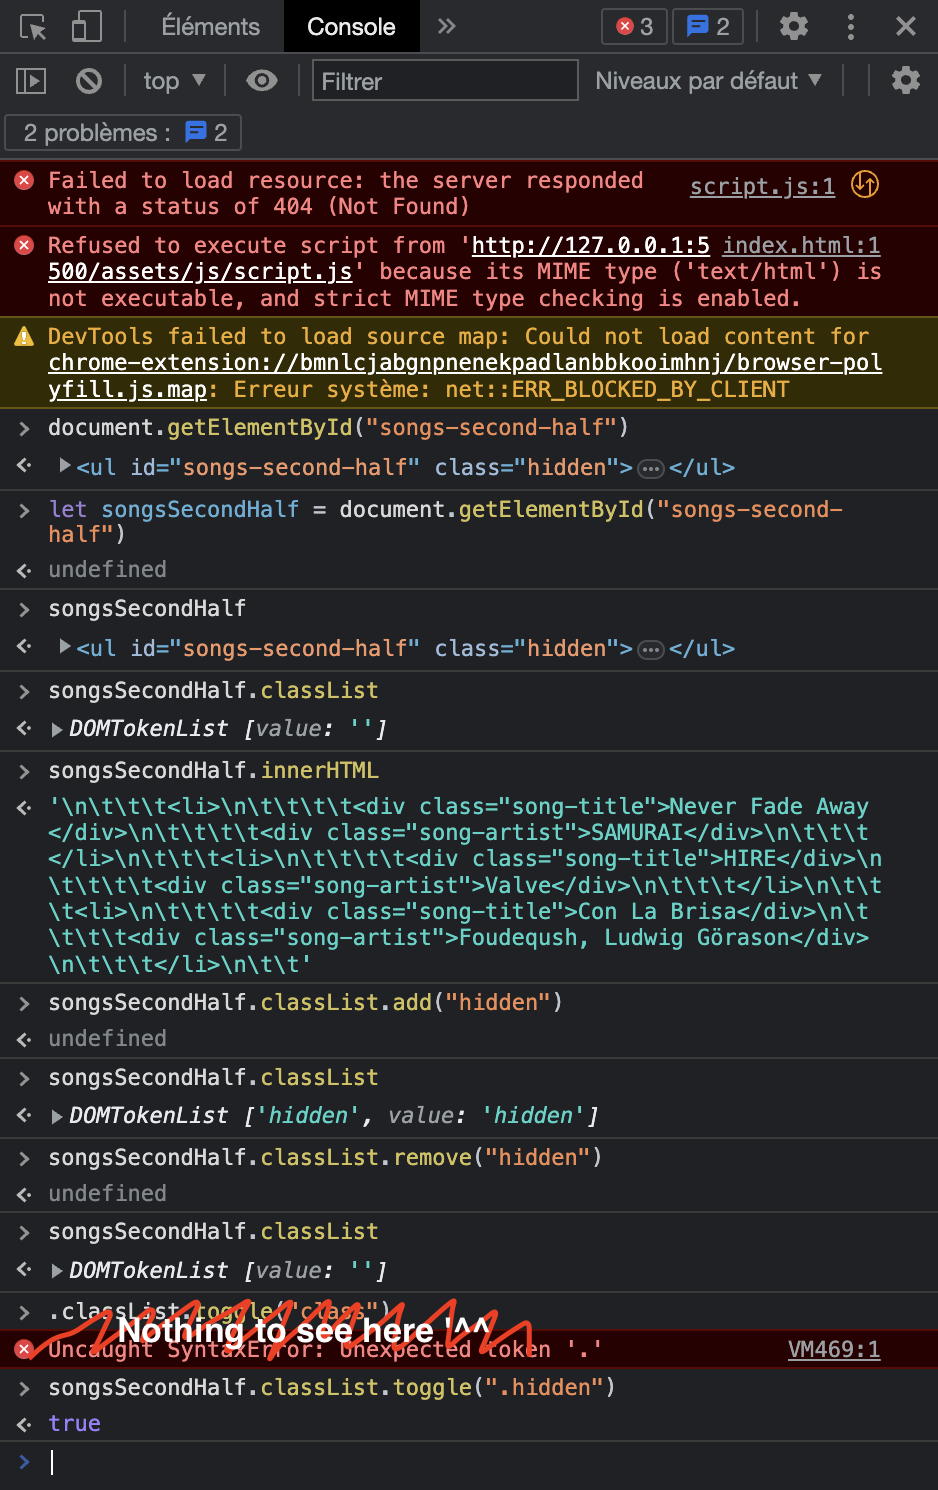 Éléments Console » 3 2
top ▼ Filtrer Niveaux par défaut ▼
2 problèmes : 2
Failed to load resource: the server responded script.js:1
with a status of 404 (Not Found)
Refused to execute script from 'http://127.0.0.1:5 index.html:1
500/assets/js/script.js' because its MIME type ('text/html') is
not executable, and strict MIME type checking is enabled.
DevTools failed to load source map: Could not load content for
chrome-extension://bmnlcjabgnpnenekpadlanbbkooimhnj/browser-pol
yfill.js.map: Erreur système: net::ERR_BLOCKED_BY_CLIENT
> document.getElementById("songs-second-half")
<ul id="songs-second-half" class="hidden">…</ul>
> let songsSecondHalf = document.getElementById("songs-second-
half")
undefined
> songsSecondHalf
<ul id="songs-second-half" class="hidden">…</ul>
> songsSecondHalf.classList
DOMTokenList [value: '']
> songsSecondHalf.innerHTML
'\n\t\t\t<li>\n\t\t\t\t<div class="song-title">Never Fade Away
</div>\n\t\t\t\t<div class="song-artist">SAMURAI</div>\n\t\t\t
</li>\n\t\t\t<li>\n\t\t\t\t<div class="song-title">HIRE</div>\n
\t\t\t\t<div class="song-artist">Valve</div>\n\t\t\t</li>\n\t\t
\t<li>\n\t\t\t\t<div class="song-title">Con La Brisa</div>\n\t
\t\t\t<div class="song-artist">Foudeqush, Ludwig Görason</div>
\n\t\t\t</li>\n\t\t'
> songsSecondHalf.classList.add("hidden")
undefined
> songsSecondHalf.classList
DOMTokenList ['hidden', value: 'hidden']
> songsSecondHalf.classList.remove("hidden")
undefined
> songsSecondHalf.classList
DOMTokenList [value: '']
> .classList.toggle("class")
Nothing to see here '^^
Uncaught SyntaxError: Unexpected token '.' VM469:1
> songsSecondHalf.classList.toggle(".hidden")
true
>